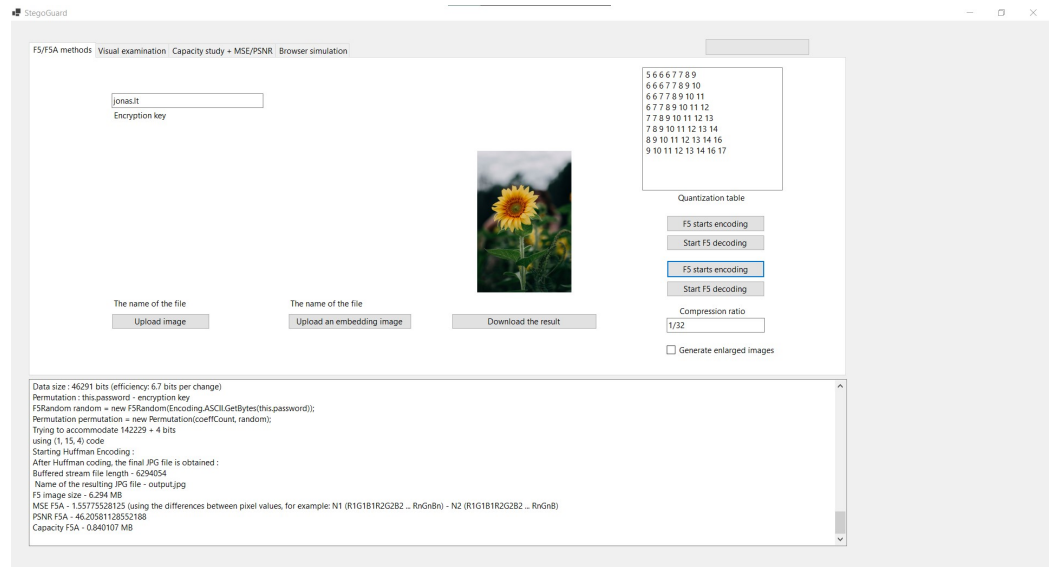 StegoGuard
F5/F5A methods Visual examination Capacity study + MSE/PSNR Browser simulation
jonas.lt
Encryption key
5 6 6 6 7 7 8 9
6 6 6 7 7 8 9 10
6 6 7 7 8 9 10 11
6 7 7 8 9 10 11 12
7 7 8 9 10 11 12 13
7 8 9 10 11 12 13 14
8 9 10 11 12 13 14 16
9 10 11 12 13 14 16 17
Quantization table
F5 starts encoding
Start F5 decoding
F5 starts encoding
Start F5 decoding
The name of the file
The name of the file
Compression ratio
Upload image
Upload an embedding image
Download the result
1/32
Generate enlarged images
Data size : 46291 bits (efficiency: 6.7 bits per change)
Permutation : this.password - encryption key
F5Random random = new F5Random(Encoding.ASCII.GetBytes(this.password));
Permutation permutation = new Permutation(coeffCount, random);
Trying to accommodate 142229 + 4 bits
using (1, 15, 4) code
Starting Huffman Encoding :
After Huffman coding, the final JPG file is obtained :
Buffered stream file length - 6294054
Name of the resulting JPG file - output.jpg
F5 image size - 6.294 MB
MSE F5A - 1.55775528125 (using the differences between pixel values, for example: N1 (R1G1B1R2G2B2 ... RnGnBn) - N2 (R1G1B1R2G2B2 ... RnGnB)
PSNR F5A - 46.20581128552188
Capacity F5A - 0.840107 MB